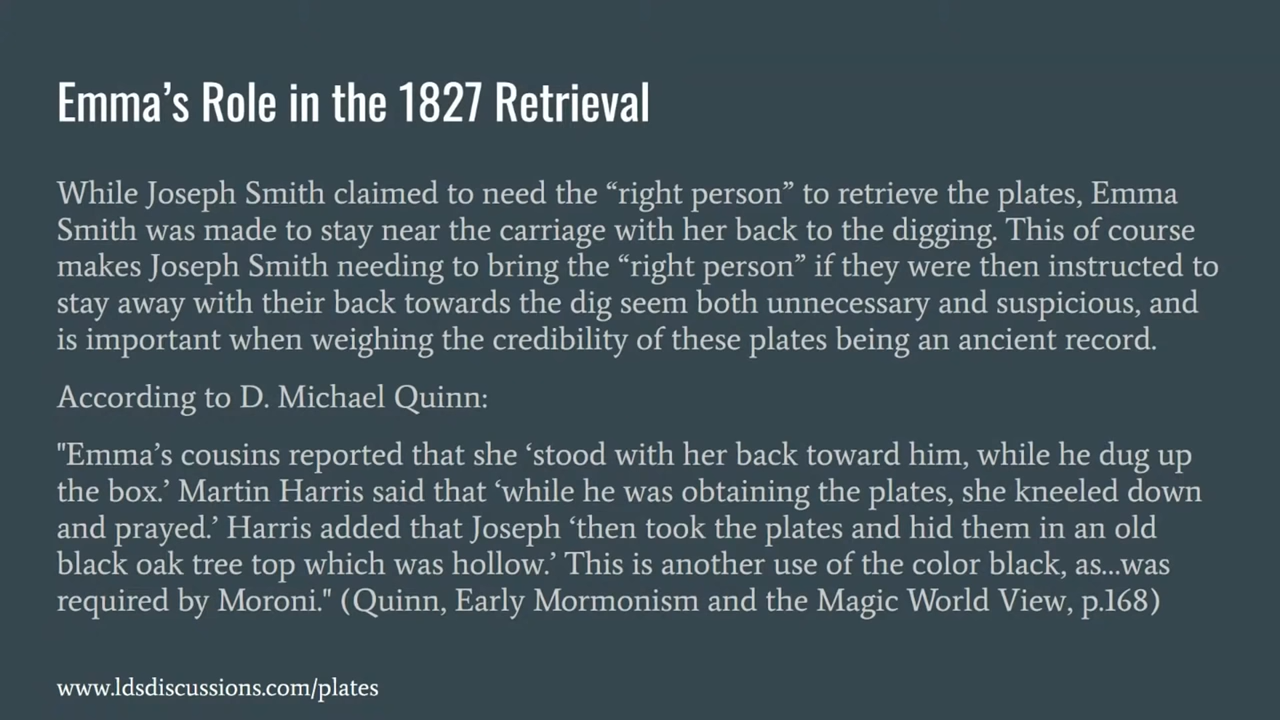 Emma’s Role in the 1827 Retrieval
While Joseph Smith claimed to need the “right person” to retrieve the plates, Emma
Smith was made to stay near the carriage with her back to the digging. This of course
makes Joseph Smith needing to bring the “right person” if they were then instructed to
stay away with their back towards the dig seem both unnecessary and suspicious, and
is important when weighing the credibility of these plates being an ancient record.
According to D. Michael Quinn:
"Emma’s cousins reported that she ‘stood with her back toward him, while he dug up
the box.’ Martin Harris said that ‘while he was obtaining the plates, she kneeled down
and prayed.’ Harris added that Joseph ‘then took the plates and hid them in an old
black oak tree top which was hollow.’ This is another use of the color black, as...was
required by Moroni." (Quinn, Early Mormonism and the Magic World View, p.168)
www.ldsdiscussions.com/plates